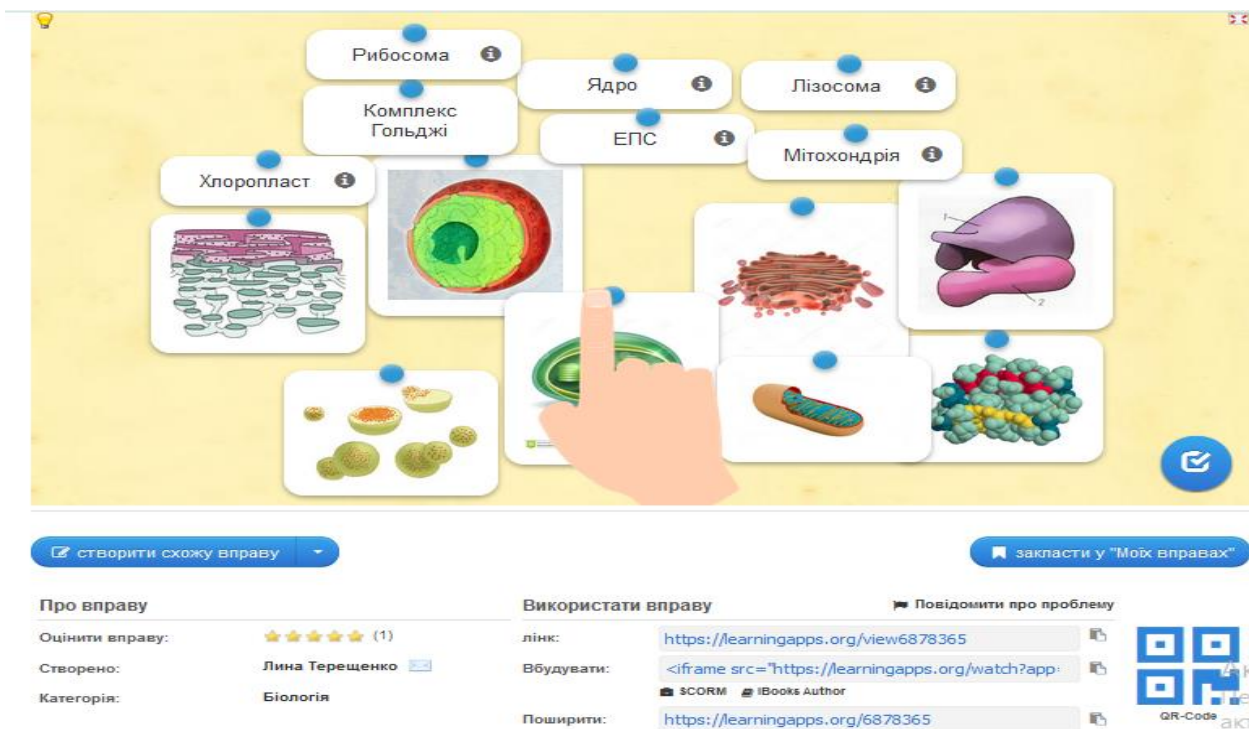 Рибосома
Ядро
Лізосома
Комплекс
Гольджі
ЕПС
Мітохондрія
Хлоропласт
1
2
створити схожу вправу
закласти у "Моїх вправах"
Про вправу
Використати вправу
Повідомити про проблему
Оцінити вправу:
(1)
лінк:
https://learningapps.org/view6878365
Створено:
Лина Терещенко
Вбудувати:
<iframe src="https://learningapps.org/watch?app=
SCORM
iBooks Author
Категорія:
Біологія
Поширити:
https://learningapps.org/6878365
QR-Code